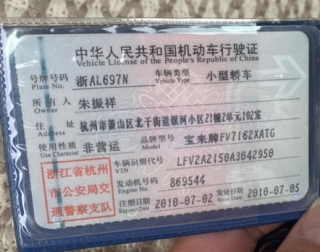 中华人民共和国机动车行驶证
Vehicle License of the People's Republic of China
号牌号码 浙AL697N 车辆类型 小型轿车
Plate No. Vehicle Type
所有人 朱振祥
Owner
住址 杭州市萧山区北干街道银河小区21幢2单元102室
Address
使用性质 非营运 品牌型号 宝来牌FV7162XATG
Use Character Model
车辆识别代号 LFV2A2150A3042950
VIN
浙江省杭州
市公安局交
通警察支队
发动机号码 869544
Engine No.
注册日期 2010-07-02 发证日期 2010-07-05
Register Date Issue Date